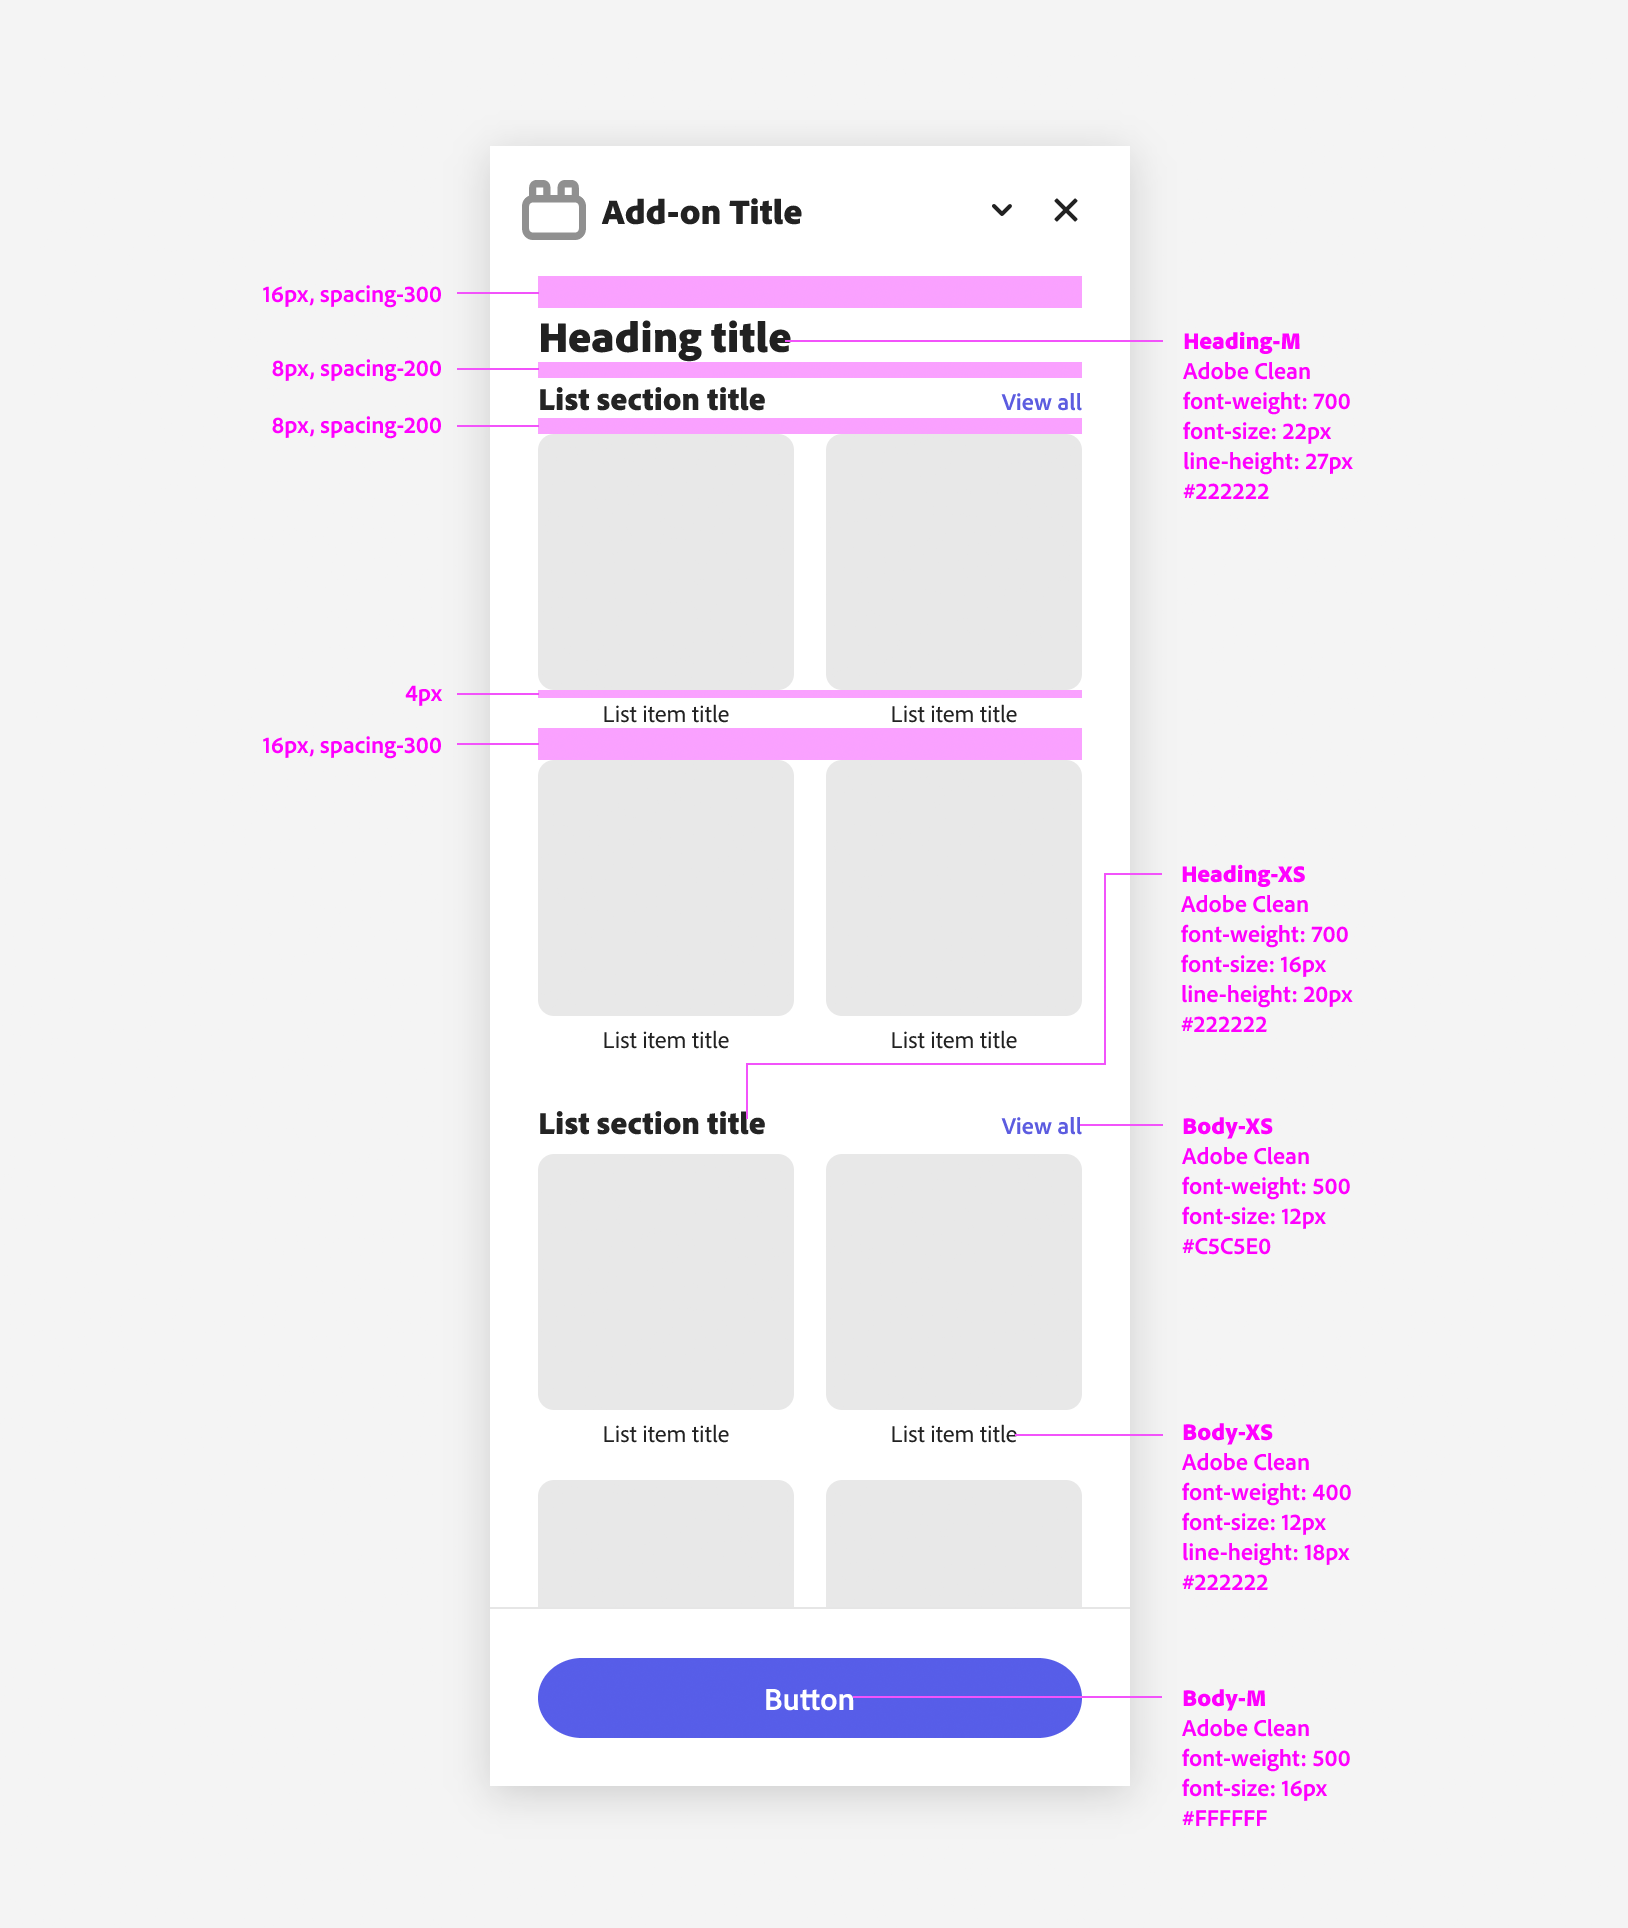 Add-on Title
16px, spacing-300
Heading title
Heading-M
Adobe Clean
font-weight: 700
font-size: 22px
line-height: 27px
#222222
8px, spacing-200
List section title
View all
8px, spacing-200
4px
List item title
List item title
16px, spacing-300
Heading-XS
Adobe Clean
font-weight: 700
font-size: 16px
line-height: 20px
#222222
List item title
List item title
List section title
View all
Body-XS
Adobe Clean
font-weight: 500
font-size: 12px
#C5C5E0
List item title
List item title
Body-XS
Adobe Clean
font-weight: 400
font-size: 12px
line-height: 18px
#222222
Button
Body-M
Adobe Clean
font-weight: 500
font-size: 16px
#FFFFFF